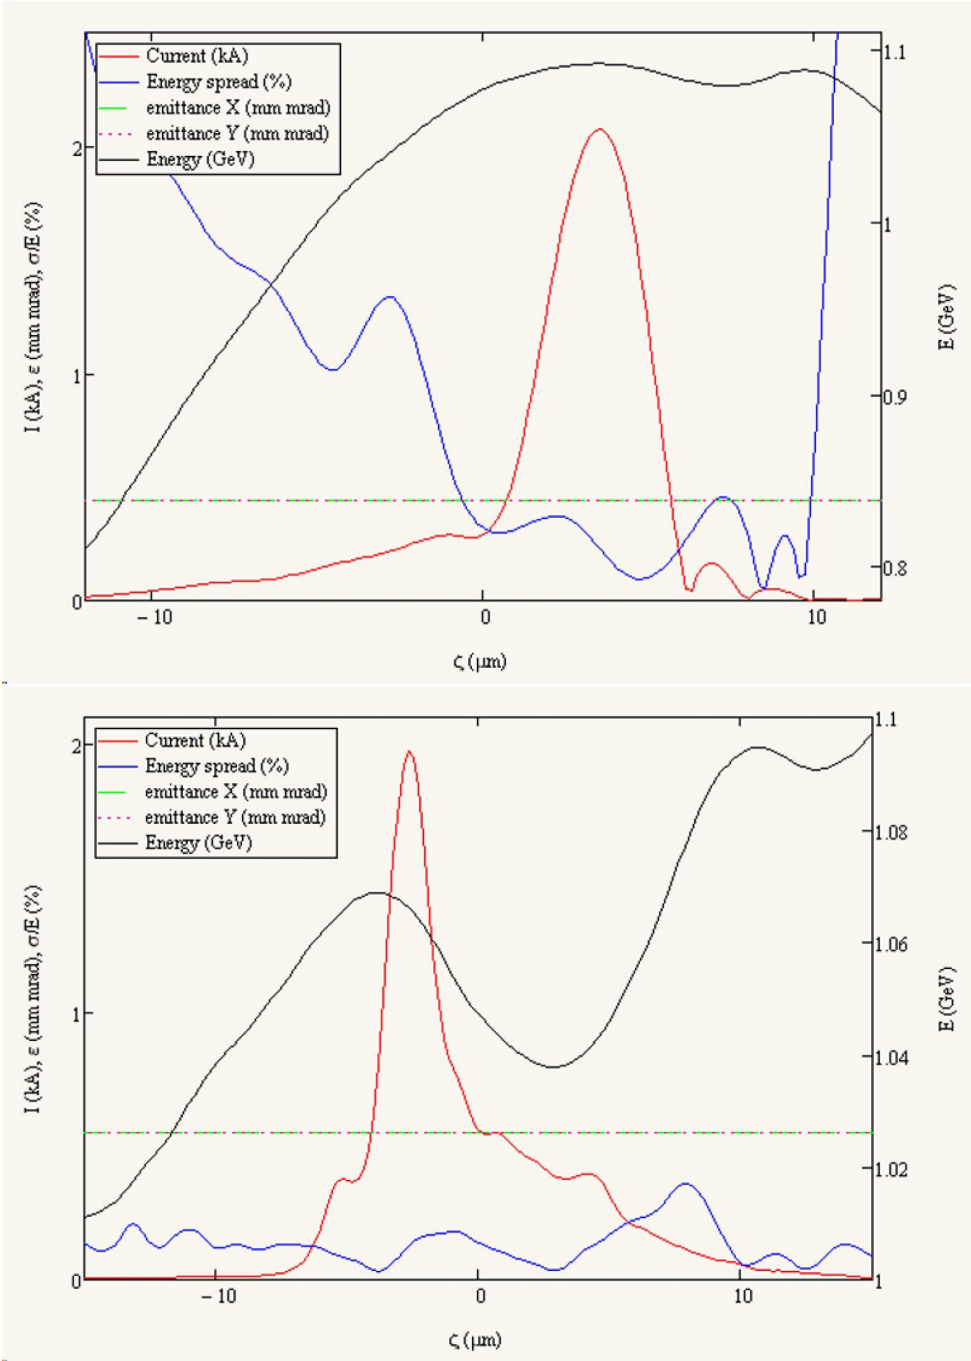 Current (kA)
Energy spread (%)
emittance X (mm mrad)
emittance Y (mm mrad)
Energy (GeV)
I (kA), ε (mm mrad), σ/E (%)
2
1
0
1.1
1
0.9
0.8
E (GeV)
−10
0
10
ς (μm)
Current (kA)
Energy spread (%)
emittance X (mm mrad)
emittance Y (mm mrad)
Energy (GeV)
I (kA), ε (mm mrad), σ/E (%)
2
1
0
1.1
1.08
1.06
1.04
1.02
1
E (GeV)
−10
0
10
ς (μm)